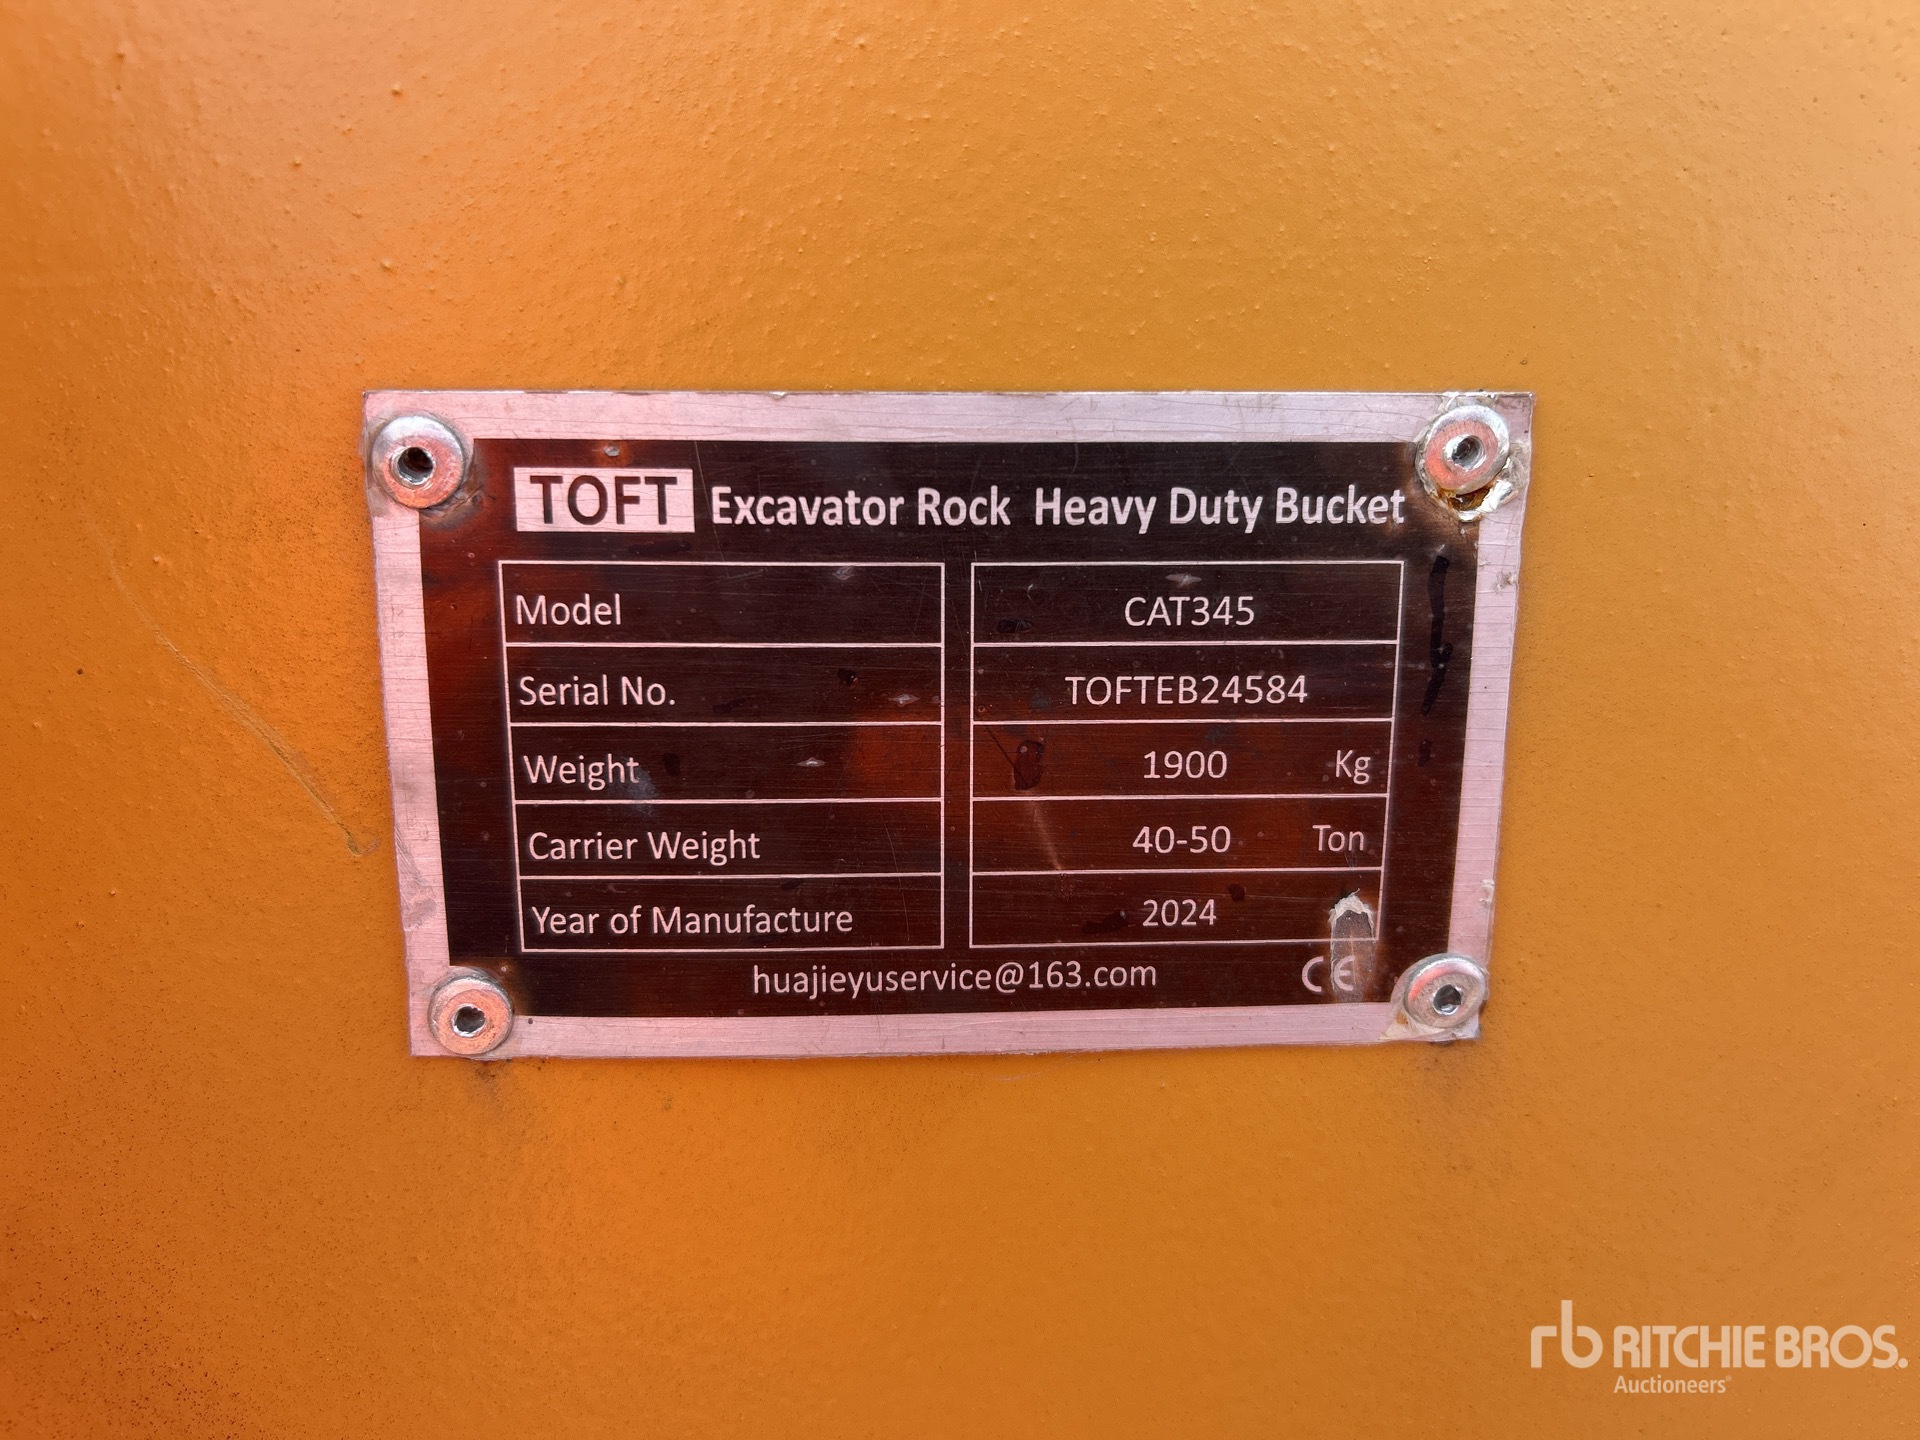 TOFT Excavator Rock Heavy Duty Bucket
Model CAT345
Serial No. TOFTEB24584
Weight 1900 Kg
Carrier Weight 40-50 Ton
Year of Manufacture 2024
huajieyuservice@163.com CE
rb RITCHIE BROS.
Auctioneers